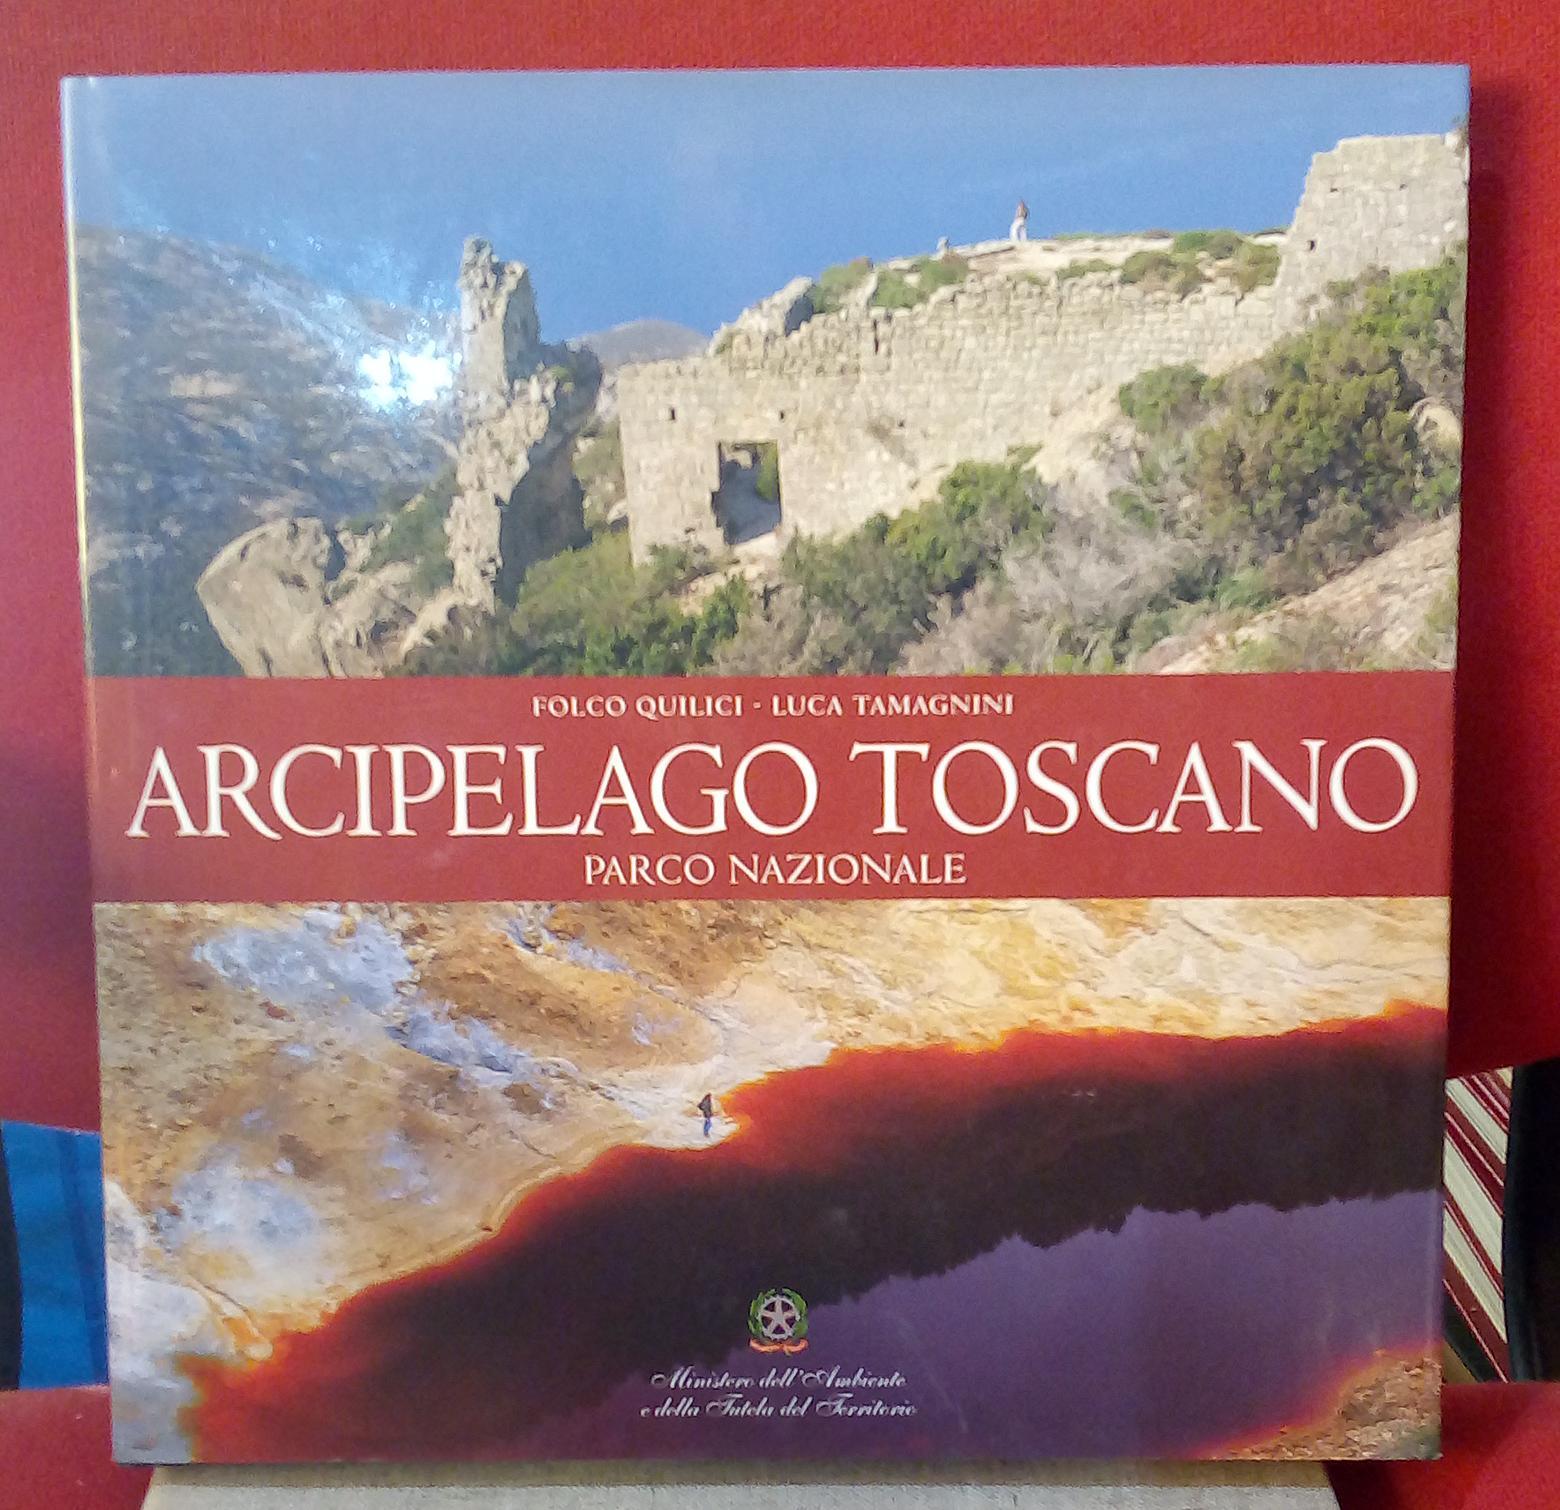 FOLCO QUILICI - LUCA TAMAGNINI
ARCIPELAGO TOSCANO
PARCO NAZIONALE
Ministero dell'Ambiente
e della Tutela del Territorio